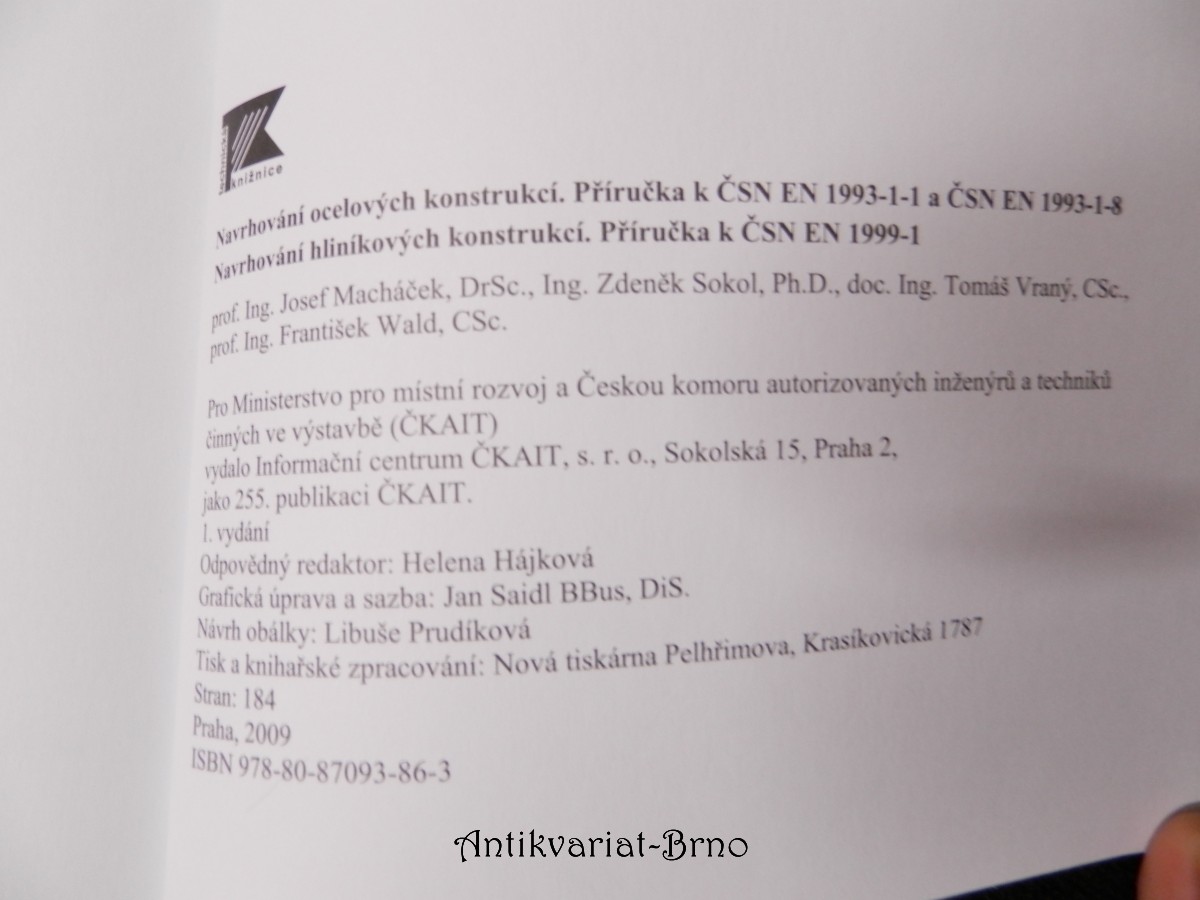 technická
knižnice
Navrhování ocelových konstrukcí. Příručka k ČSN EN 1993-1-1 a ČSN EN 1993-1-8
Navrhování hliníkových konstrukcí. Příručka k ČSN EN 1999-1
prof. Ing. Josef Macháček, DrSc., Ing. Zdeněk Sokol, Ph.D., doc. Ing. Tomáš Vraný, CSc.,
prof. Ing. František Wald, CSc.
Pro Ministerstvo pro místní rozvoj a Českou komoru autorizovaných inženýrů a techniků
činných ve výstavbě (ČKAIT)
vydalo Informační centrum ČKAIT, s. r. o., Sokolská 15, Praha 2,
jako 255. publikaci ČKAIT.
1. vydání
Odpovědný redaktor: Helena Hájková
Grafická úprava a sazba: Jan Saidl BBus, DiS.
Návrh obálky: Libuše Prudíková
Tisk a knihařské zpracování: Nová tiskárna Pelhřimova, Krasíkovická 1787
Stran: 184
Praha, 2009
ISBN 978-80-87093-86-3
Antikvariat-Brno